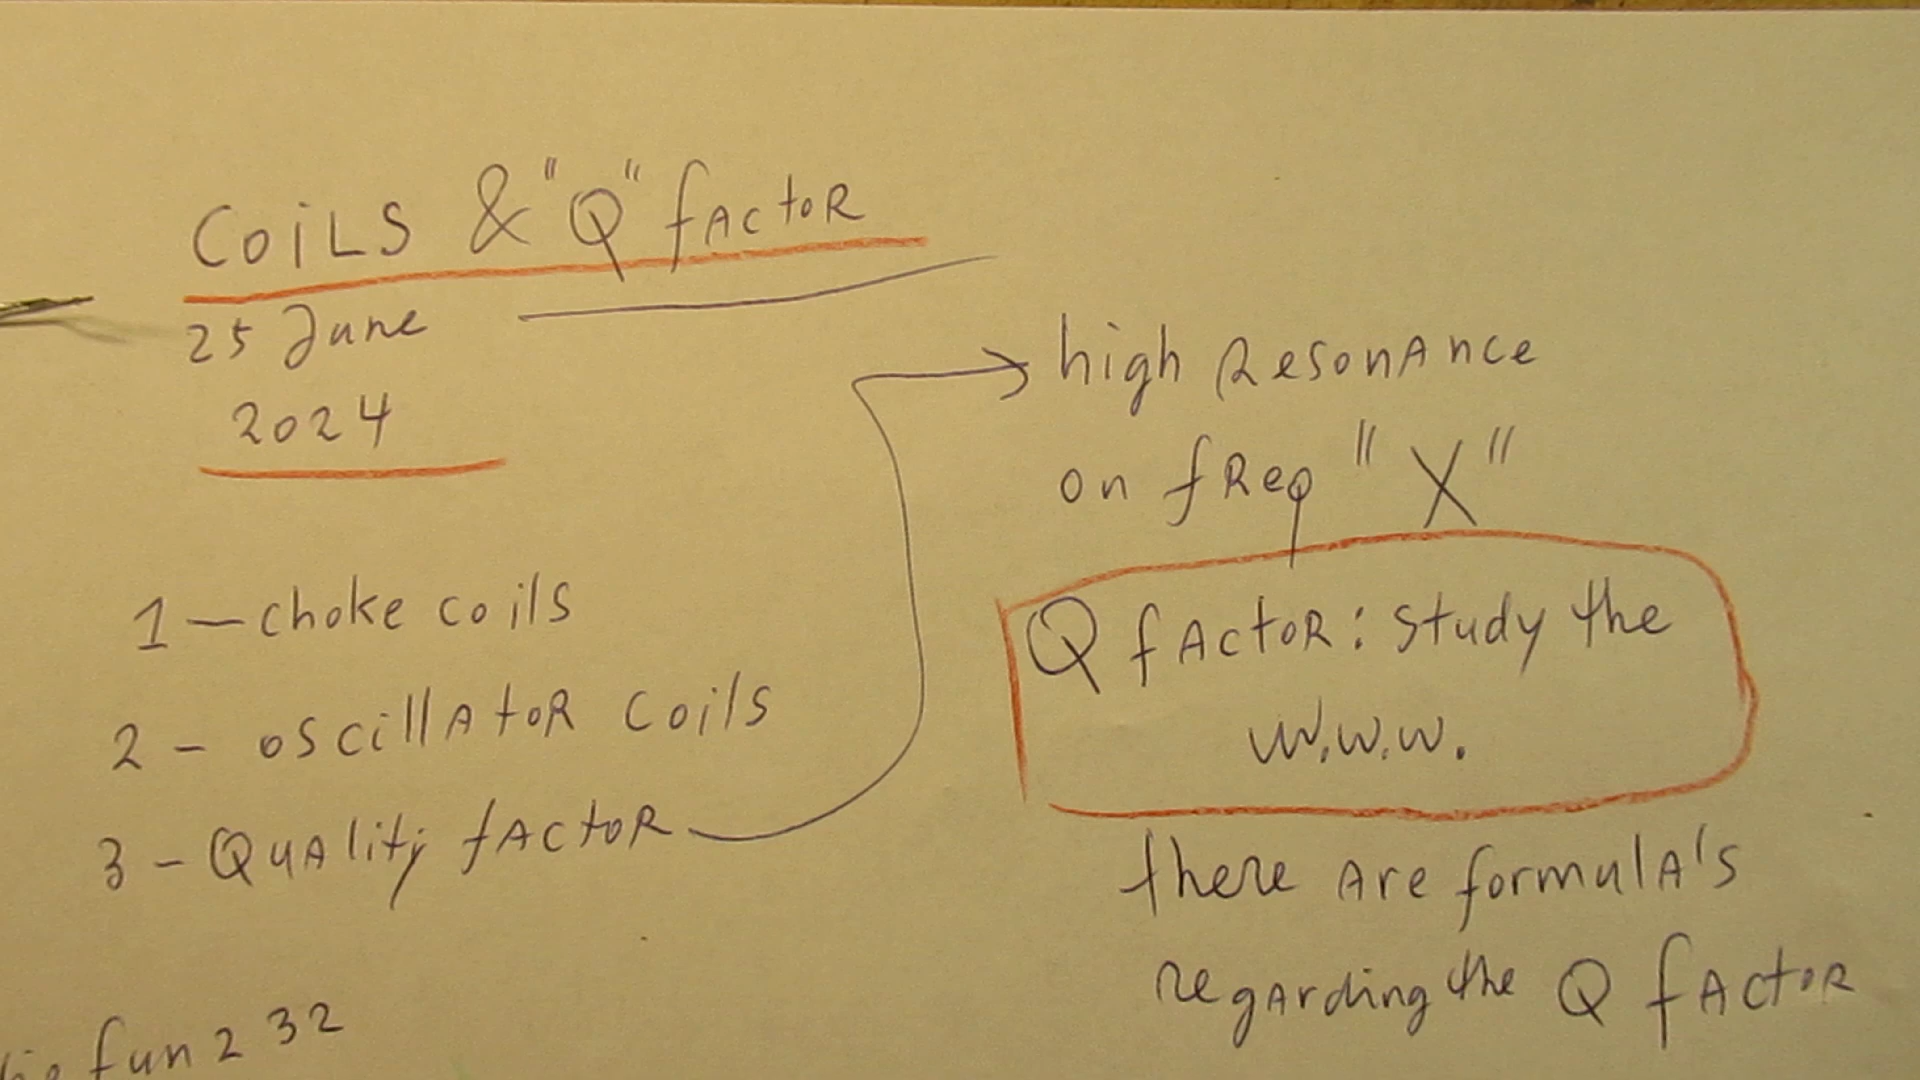 COILS & "Q" fActoR
25 June
2024
1 — choke coils
2 - oscillAtoR coils
3 - QuAlity fActoR
high ResonAnce
on fReq "X"
Q fActoR: study the
W.W.W.
there Are formulA's
regArding the Q fActoR
fun 2 32